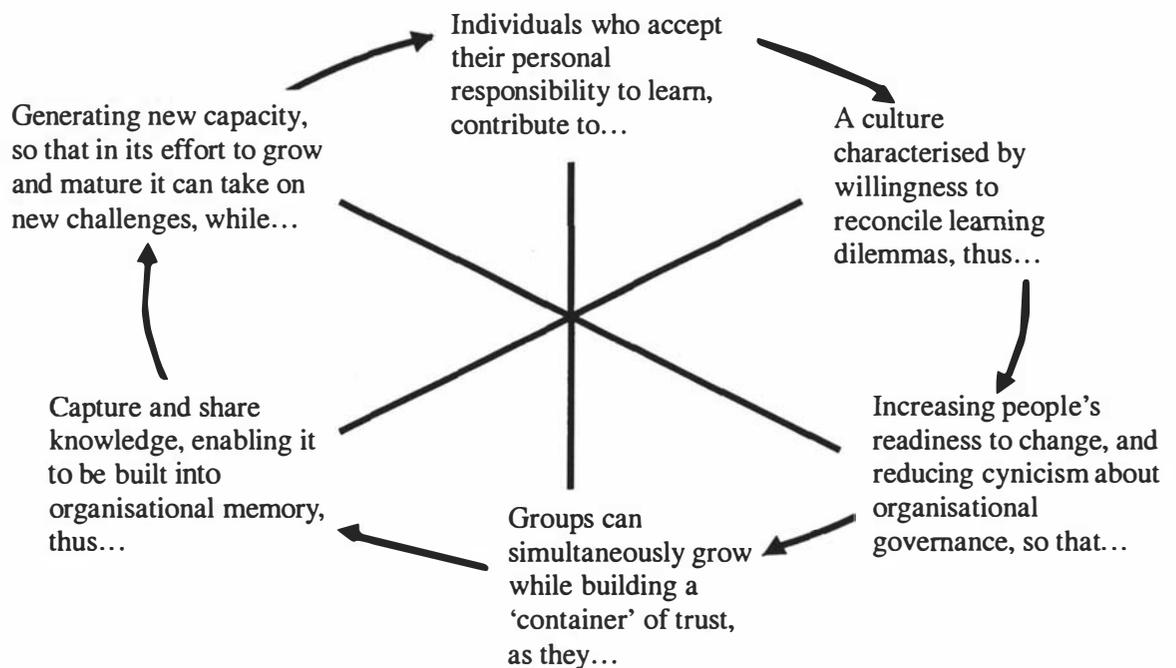 Individuals who accept
their personal
responsibility to learn,
contribute to…
A culture
characterised by
willingness to
reconcile learning
dilemmas, thus…
Increasing people’s
readiness to change, and
reducing cynicism about
organisational
governance, so that…
Groups can
simultaneously grow
while building a
‘container’ of trust,
as they…
Capture and share
knowledge, enabling it
to be built into
organisational memory,
thus…
Generating new capacity,
so that in its effort to grow
and mature it can take on
new challenges, while…